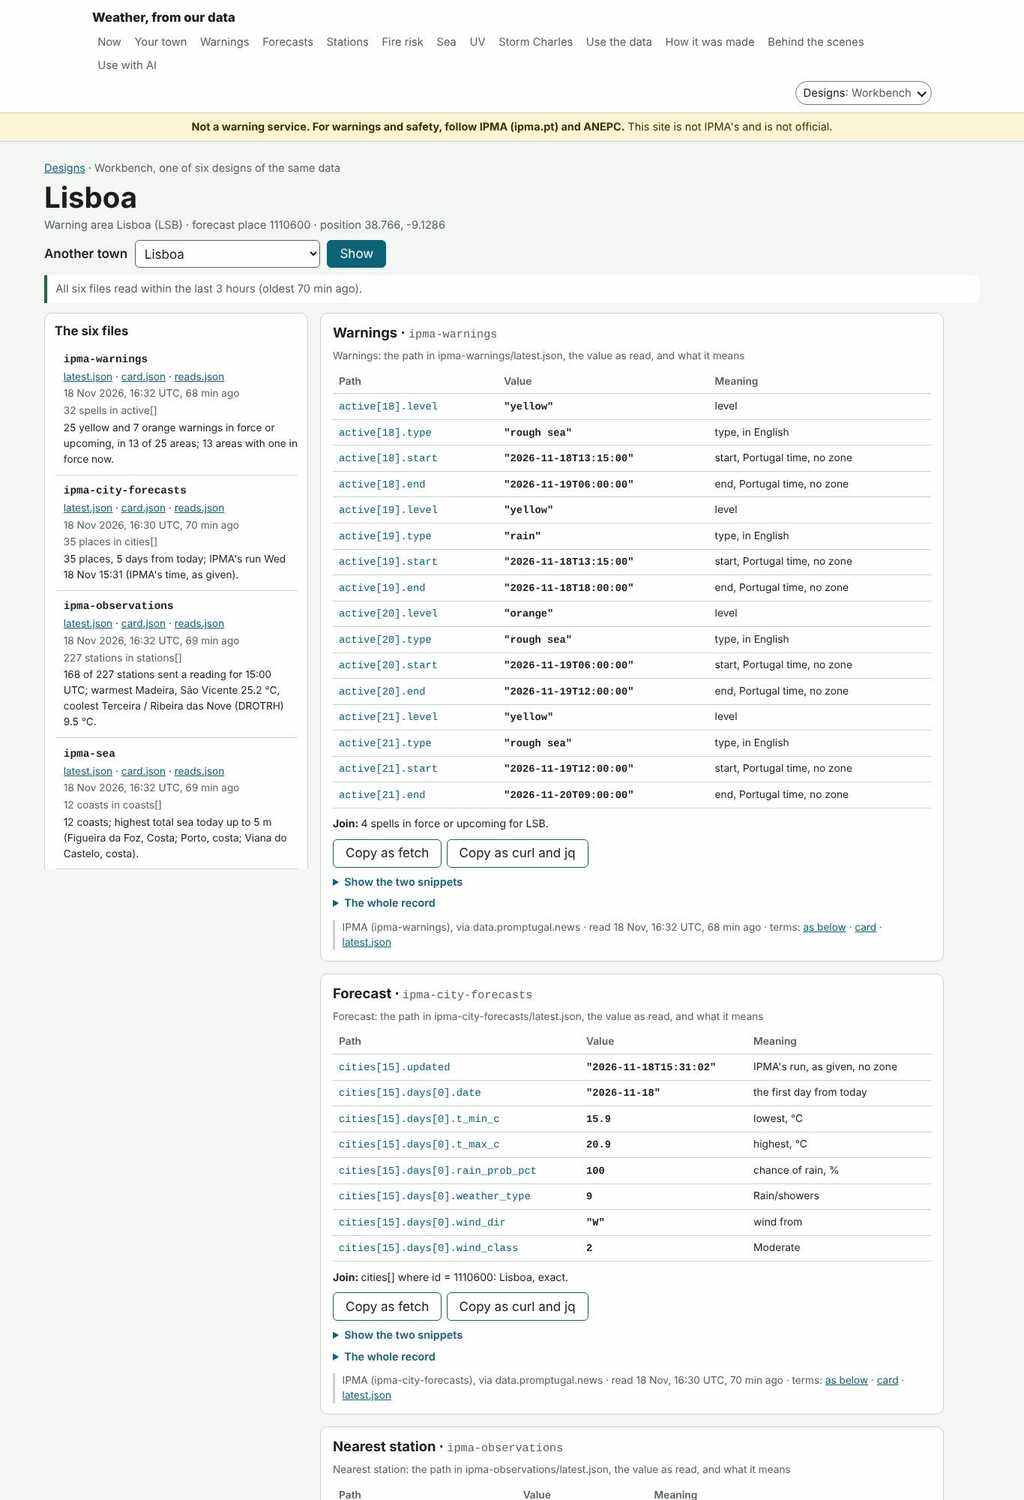 Weather, from our data
Now Your town Warnings Forecasts Stations Fire risk Sea UV Storm Charles Use the data How it was made Behind the scenes
Use with AI
Designs: Workbench
Not a warning service. For warnings and safety, follow IPMA (ipma.pt) and ANEPC. This site is not IPMA's and is not official.
Designs · Workbench, one of six designs of the same data
Lisboa
Warning area Lisboa (LSB) · forecast place 1110600 · position 38.766, -9.1286
Another town Lisboa Show
All six files read within the last 3 hours (oldest 70 min ago).
The six files
ipma-warnings
latest.json · card.json · reads.json
18 Nov 2026, 16:32 UTC, 68 min ago
32 spells in active[]
25 yellow and 7 orange warnings in force or
upcoming, in 13 of 25 areas; 13 areas with one in
force now.
ipma-city-forecasts
latest.json · card.json · reads.json
18 Nov 2026, 16:30 UTC, 70 min ago
35 places in cities[]
35 places, 5 days from today; IPMA's run Wed
18 Nov 15:31 (IPMA's time, as given).
ipma-observations
latest.json · card.json · reads.json
18 Nov 2026, 16:32 UTC, 69 min ago
227 stations in stations[]
168 of 227 stations sent a reading for 15:00
UTC; warmest Madeira, São Vicente 25.2 °C,
coolest Terceira / Ribeira das Nove (DROTRH)
9.5 °C.
ipma-sea
latest.json · card.json · reads.json
18 Nov 2026, 16:32 UTC, 69 min ago
12 coasts in coasts[]
12 coasts; highest total sea today up to 5 m
(Figueira da Foz, Costa; Porto, costa; Viana do
Castelo, costa).
Warnings · ipma-warnings
Warnings: the path in ipma-warnings/latest.json, the value as read, and what it means
Path Value Meaning
active[18].level "yellow" level
active[18].type "rough sea" type, in English
active[18].start "2026-11-18T13:15:00" start, Portugal time, no zone
active[18].end "2026-11-19T06:00:00" end, Portugal time, no zone
active[19].level "yellow" level
active[19].type "rain" type, in English
active[19].start "2026-11-18T13:15:00" start, Portugal time, no zone
active[19].end "2026-11-18T18:00:00" end, Portugal time, no zone
active[20].level "orange" level
active[20].type "rough sea" type, in English
active[20].start "2026-11-19T06:00:00" start, Portugal time, no zone
active[20].end "2026-11-19T12:00:00" end, Portugal time, no zone
active[21].level "yellow" level
active[21].type "rough sea" type, in English
active[21].start "2026-11-19T12:00:00" start, Portugal time, no zone
active[21].end "2026-11-20T09:00:00" end, Portugal time, no zone
Join: 4 spells in force or upcoming for LSB.
Copy as fetch Copy as curl and jq
Show the two snippets
The whole record
IPMA (ipma-warnings), via data.promptugal.news · read 18 Nov, 16:32 UTC, 68 min ago · terms: as below · card ·
latest.json
Forecast · ipma-city-forecasts
Forecast: the path in ipma-city-forecasts/latest.json, the value as read, and what it means
Path Value Meaning
cities[15].updated "2026-11-18T15:31:02" IPMA's run, as given, no zone
cities[15].days[0].date "2026-11-18" the first day from today
cities[15].days[0].t_min_c 15.9 lowest, °C
cities[15].days[0].t_max_c 20.9 highest, °C
cities[15].days[0].rain_prob_pct 100 chance of rain, %
cities[15].days[0].weather_type 9 Rain/showers
cities[15].days[0].wind_dir "W" wind from
cities[15].days[0].wind_class 2 Moderate
Join: cities[] where id = 1110600: Lisboa, exact.
Copy as fetch Copy as curl and jq
Show the two snippets
The whole record
IPMA (ipma-city-forecasts), via data.promptugal.news · read 18 Nov, 16:30 UTC, 70 min ago · terms: as below · card ·
latest.json
Nearest station · ipma-observations
Nearest station: the path in ipma-observations/latest.json, the value as read, and what it means
Path Value Meaning